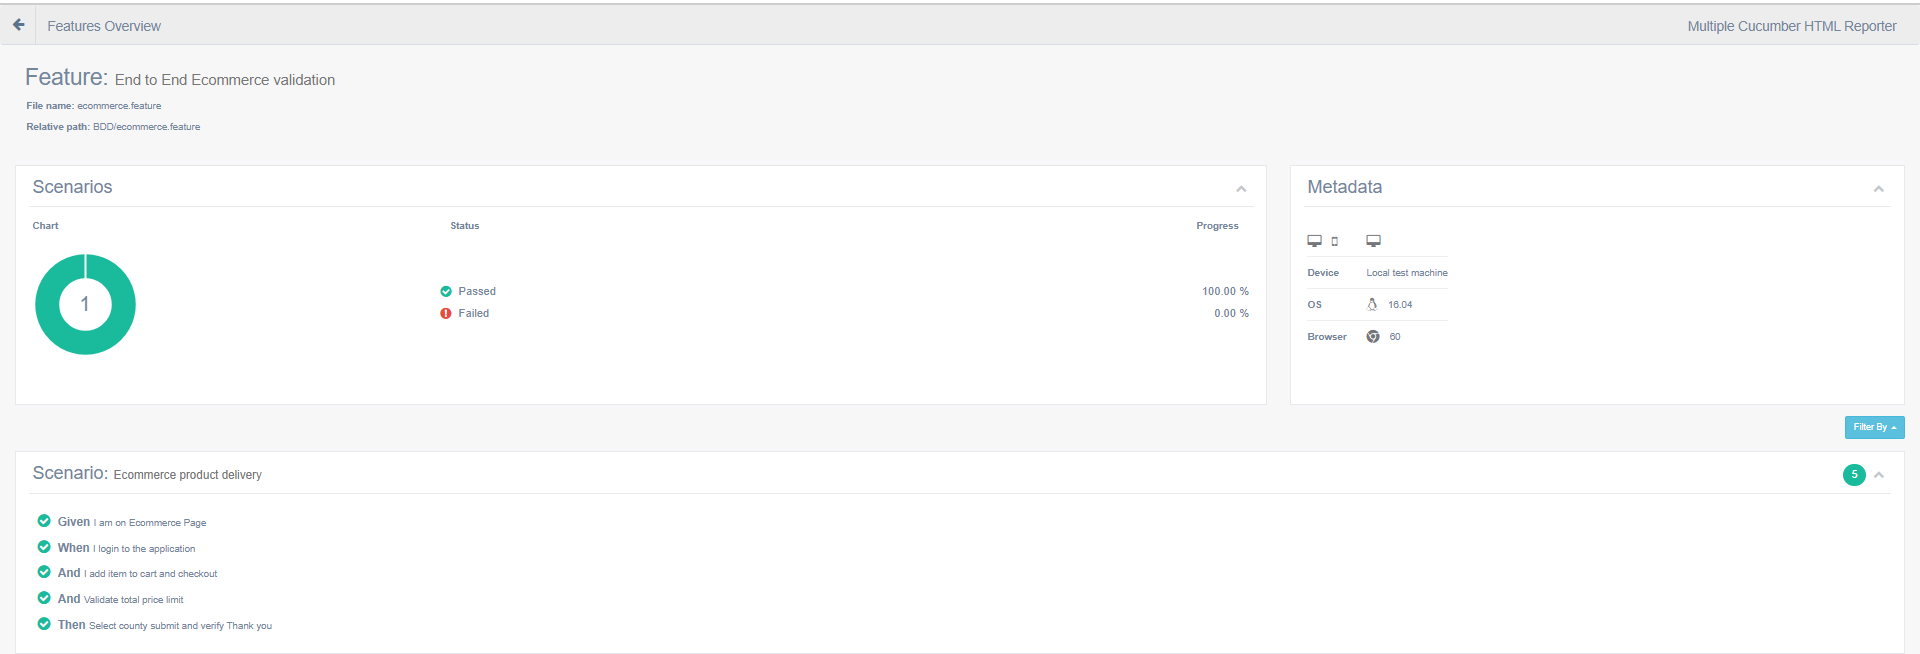 Features Overview
Multiple Cucumber HTML Reporter
Feature: End to End Ecommerce validation
File name: ecommerce.feature
Relative path: BDD/ecommerce.feature
Scenarios
Chart
Status
Progress
1
Passed
100.00 %
Failed
0.00 %
Metadata
Device
Local test machine
OS
16.04
Browser
60
Filter By
Scenario: Ecommerce product delivery
5
Given I am on Ecommerce Page
When I login to the application
And I add item to cart and checkout
And Validate total price limit
Then Select county submit and verify Thank you